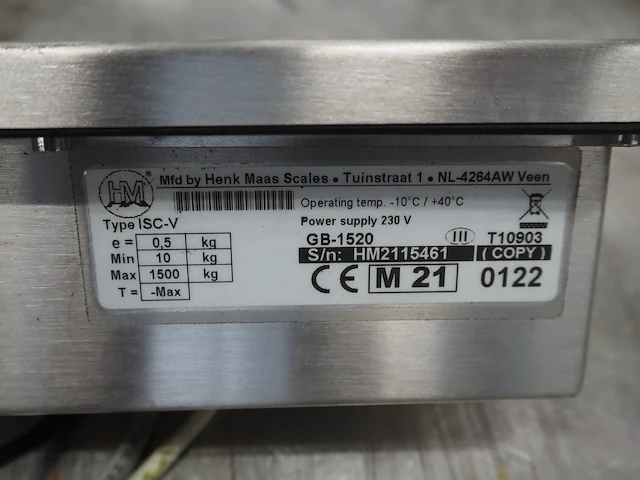 HM
Mfd by Henk Maas Scales • Tuinstraat 1 • NL-4264AW Veen
Operating temp. -10°C / +40°C
Type ISC-V
Power supply 230 V
e = 0,5 kg
GB-1520 III T10903
Min 10 kg
S/n: HM2115461 ( COPY )
Max 1500 kg
CE M 21 0122
T = -Max